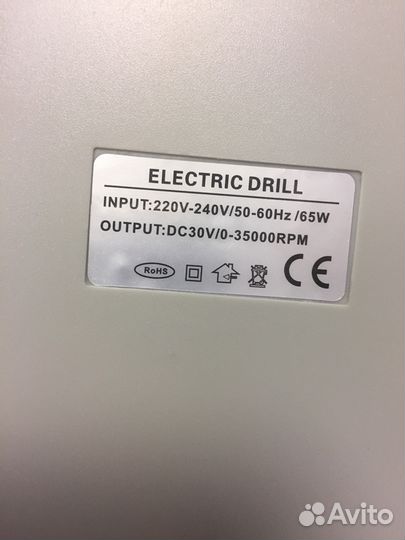 ELECTRIC DRILL
INPUT:220V-240V/50-60Hz/65W
OUTPUT:DC30V/0-35000RPM
RoHS CE
Avito